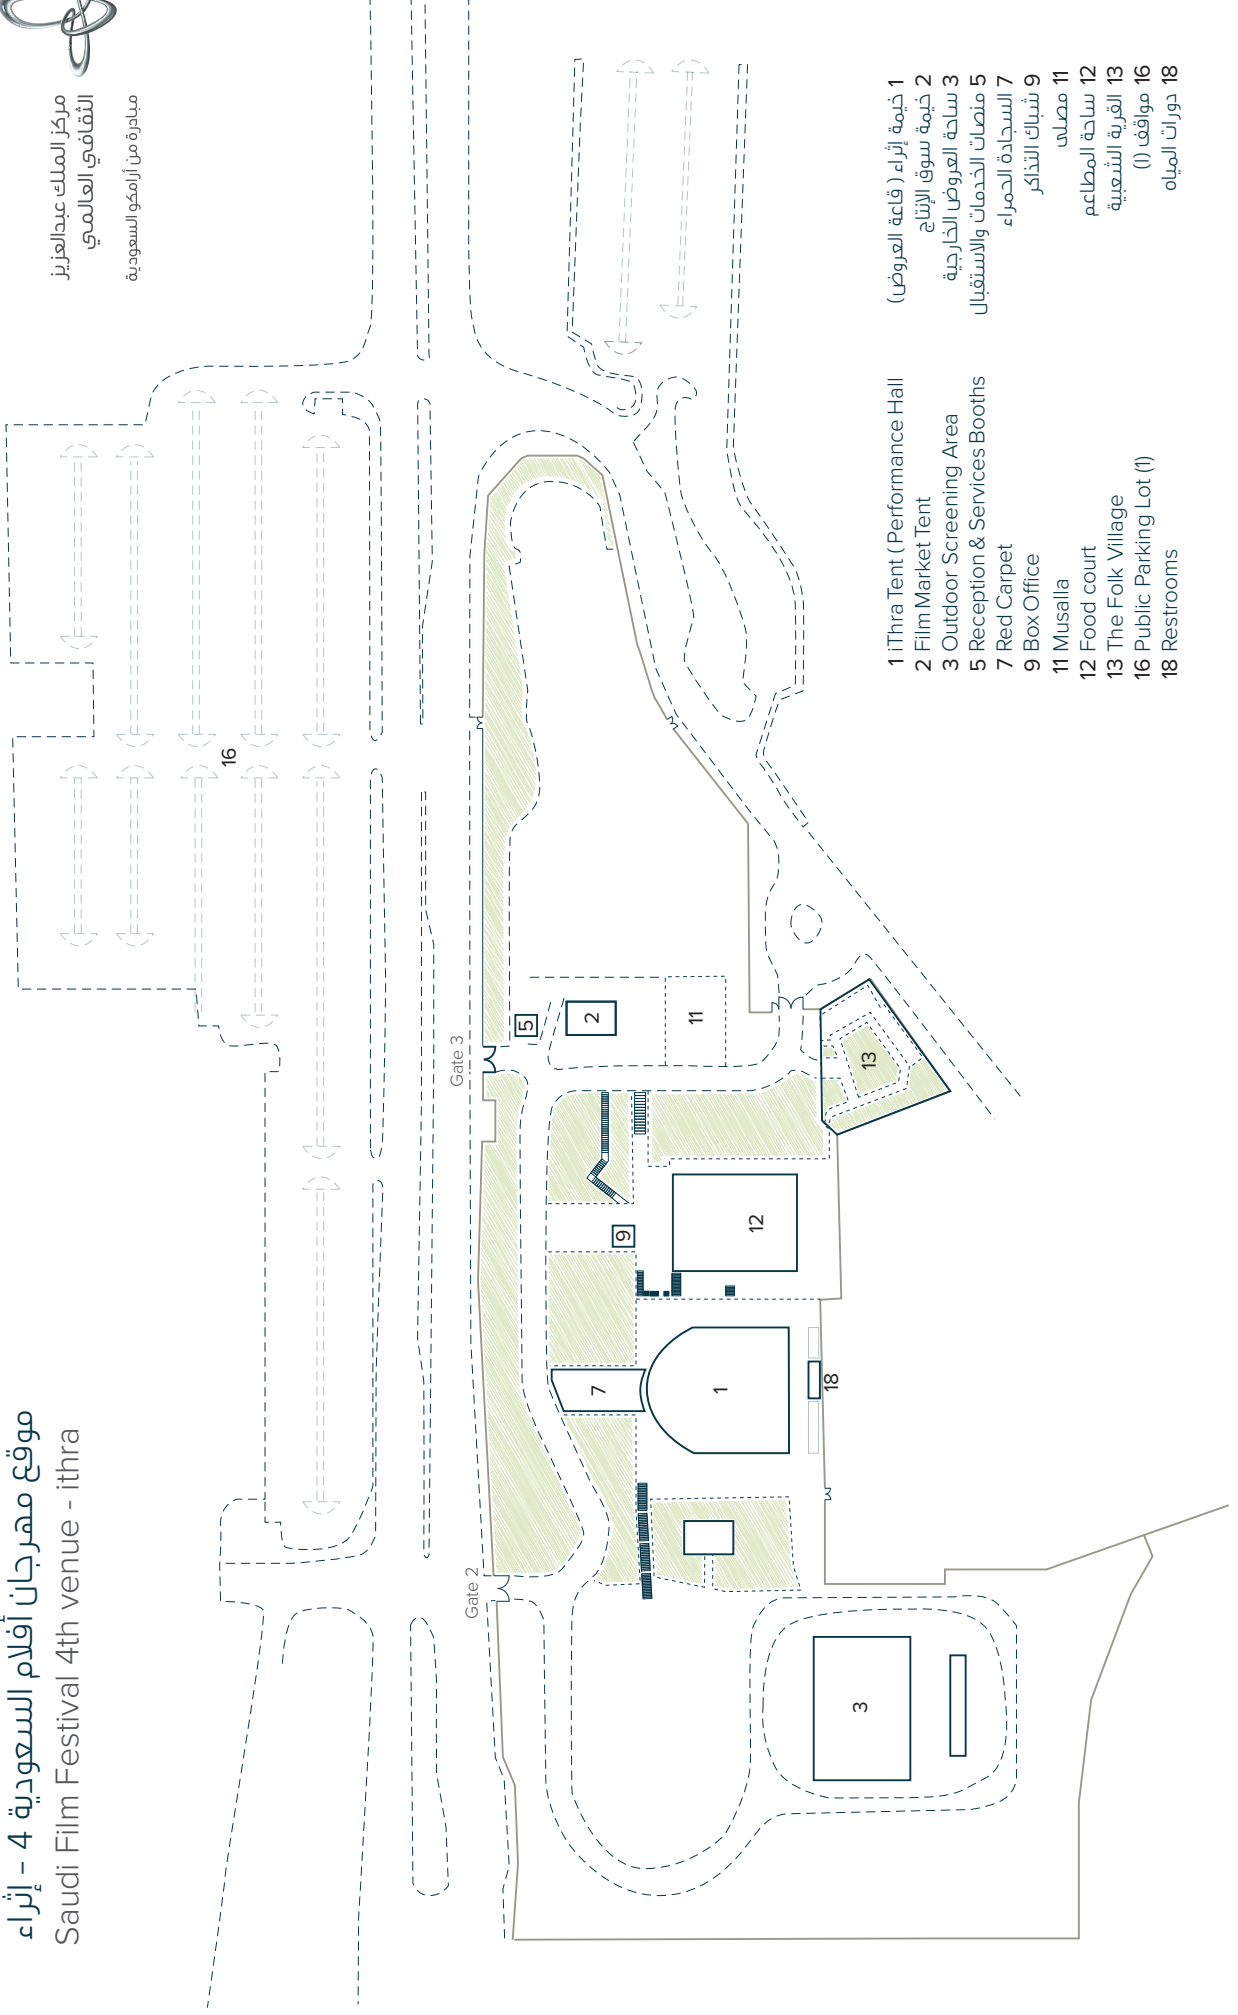 موقع مهرجان أفلام السعودية 4 - إثراء
Saudi Film Festival 4th venue - ithra
مركز الملك عبدالعزيز
الثقافي العالمي
مبادرة من أرامكو السعودية
16
Gate 2
Gate 3
5
2
11
9
7
1
12
13
18
3
1 iThra Tent ( Performance Hall
2 Film Market Tent
3 Outdoor Screening Area
5 Reception & Services Booths
7 Red Carpet
9 Box Office
11 Musalla
12 Food court
13 The Folk Village
16 Public Parking Lot (1)
18 Restrooms
1 خيمة إثراء ( قاعة العروض)
2 خيمة سوق الإنتاج
3 ساحة العروض الخارجية
5 منصات الخدمات والاستقبال
7 السجادة الحمراء
9 شباك التذاكر
11 مصلى
12 ساحة المطاعم
13 القرية الشعبية
16 مواقف (١)
18 دورات المياه